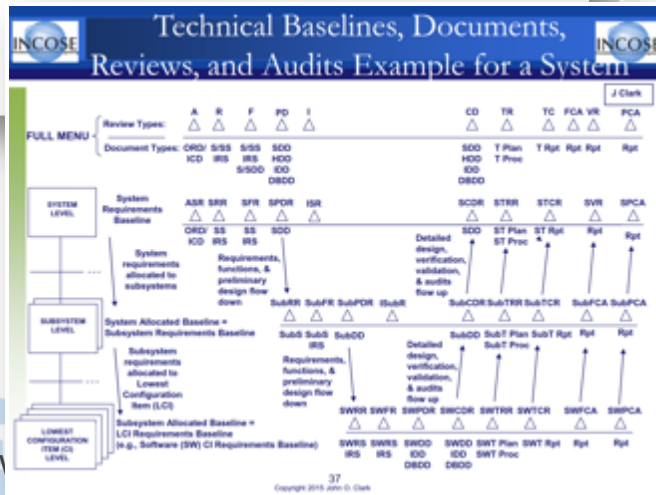 INCOSE
Technical Baselines, Documents,
Reviews, and Audits Example for a System
INCOSE
J Clark
FULL MENU
Review Types:
A R F PD I CD TR TC FCA VR PCA
Document Types:
ORD/ S/SS S/SS SDD SDD T Plan T Rpt Rpt Rpt Rpt
ICD IRS IRS HDD HDD T Proc
S/SDD IDD IDD
DBDD DBDD
SYSTEM
LEVEL
System
Requirements
Baseline
ASR SRR SFR SPDR ISR SCDR STRR STCR SVR SPCA
ORD/ SS SS SDD SDD ST Plan ST Rpt Rpt Rpt
ICD IRS IRS ST Proc
System
requirements
allocated to
subsystems
Requirements,
functions, &
preliminary
design flow
down
Detailed
design,
verification,
validation,
& audits
flow up
SUBSYSTEM
LEVEL
System Allocated Baseline =
Subsystem Requirements Baseline
SubRR SubFR SubPDR ISubR SubCDR SubTRR SubTCR SubFCA SubPCA
SubS SubS SubDD SubDD SubT Plan SubT Rpt Rpt Rpt
IRS SubT Proc
Subsystem
requirements
allocated to
Lowest
Configuration
Item (LCI)
Requirements,
functions, &
preliminary
design flow
down
Detailed
design,
verification,
validation,
& audits
flow up
LOWEST
CONFIGURATION
ITEM (CI)
LEVEL
Subsystem Allocated Baseline =
LCI Requirements Baseline
(e.g., Software (SW) CI Requirements Baseline)
SWRR SWFR SWPDR SWCDR SWTRR SWTCR SWFCA SWPCA
SWRS SWRS SWDD SWDD SWT Plan SWT Rpt Rpt Rpt
IRS IRS IDD IDD SWT Proc
DBDD DBDD
37
Copyright 2015 John O. Clark